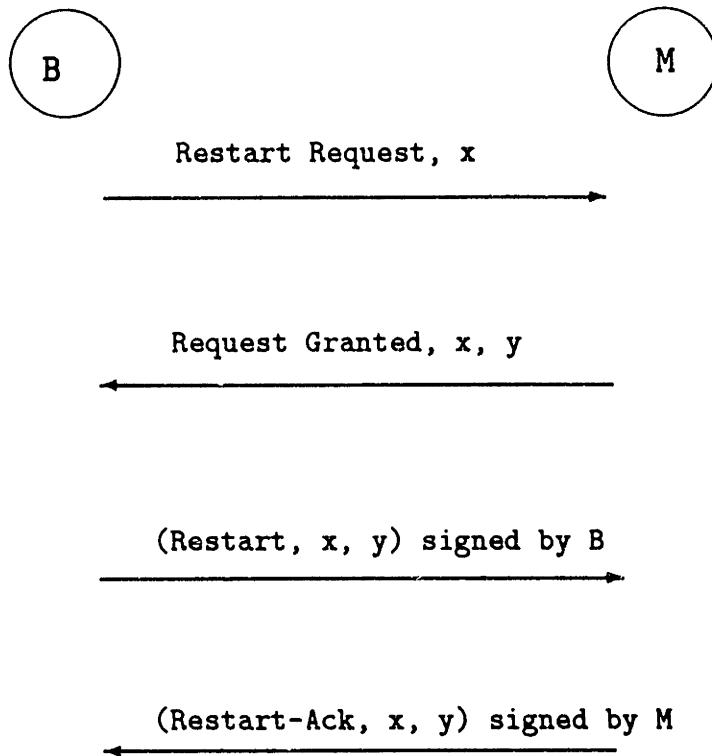 B
M
Restart Request, x
Request Granted, x, y
(Restart, x, y) signed by B
(Restart-Ack, x, y) signed by M